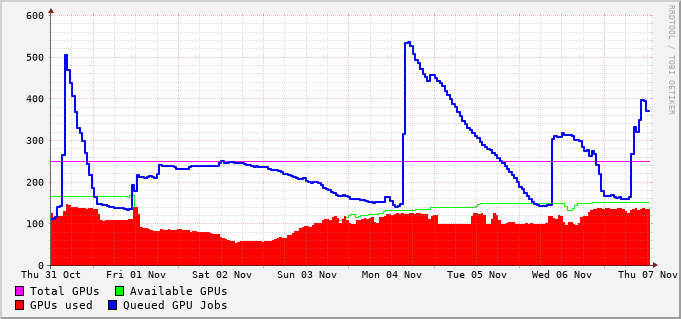 600
500
400
300
200
100
0
Thu 31 Oct Fri 01 Nov Sat 02 Nov Sun 03 Nov Mon 04 Nov Tue 05 Nov Wed 06 Nov Thu 07 Nov
Total GPUs Available GPUs
GPUs used Queued GPU Jobs
RRDTOOL / TOBI OETIKER